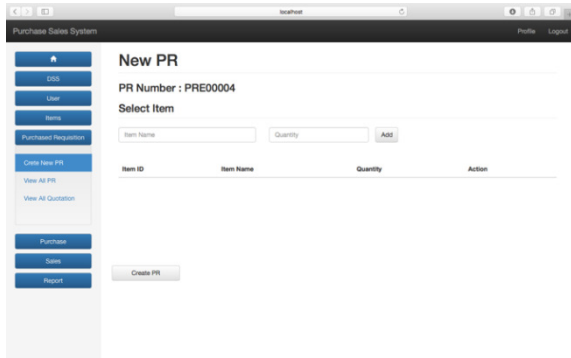 localhost
Purchase Sales System
Profile Logout
DSS
User
Items
Purchased Requisition
Crete New PR
View All PR
View All Quotation
Purchase
Sales
Report
New PR
PR Number : PRE00004
Select Item
Item Name Quantity Add
Item ID Item Name Quantity Action
Create PR